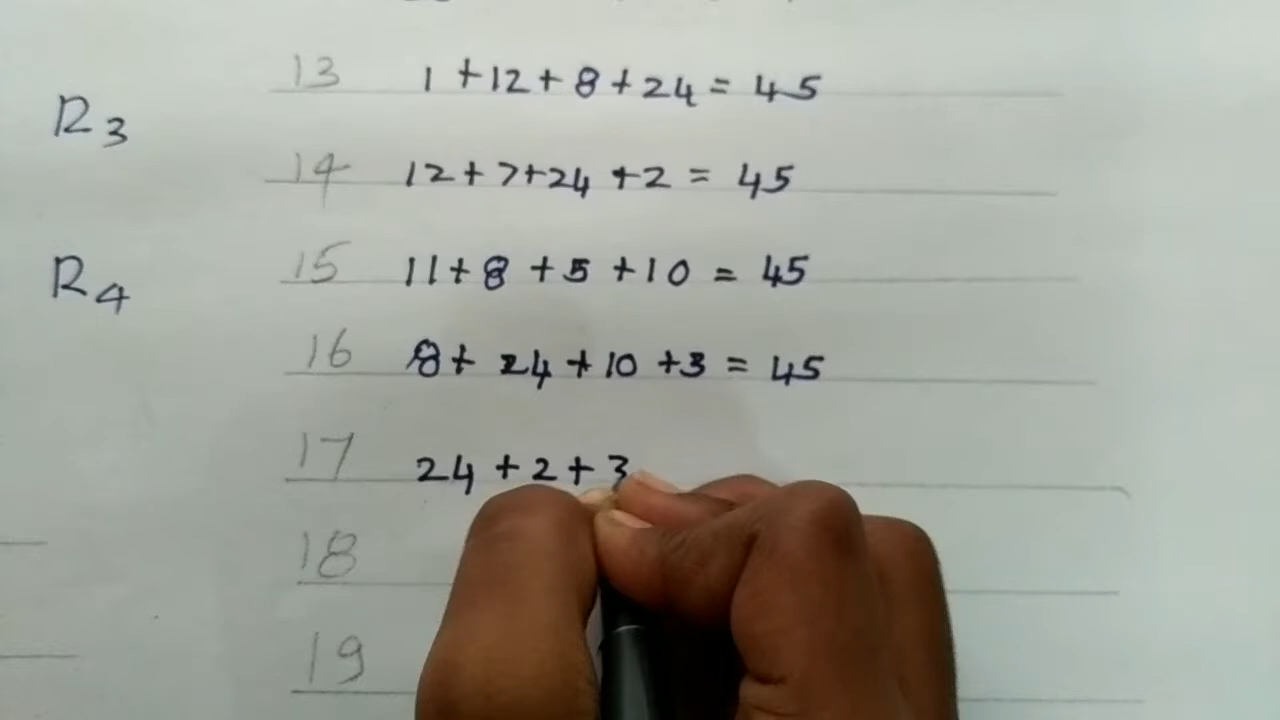 13 1 + 12 + 8 + 24 = 45
R3
14 12 + 7 + 24 + 2 = 45
15 11 + 8 + 5 + 10 = 45
R4
16 8 + 24 + 10 + 3 = 45
17 24 + 2 + 3
18
19